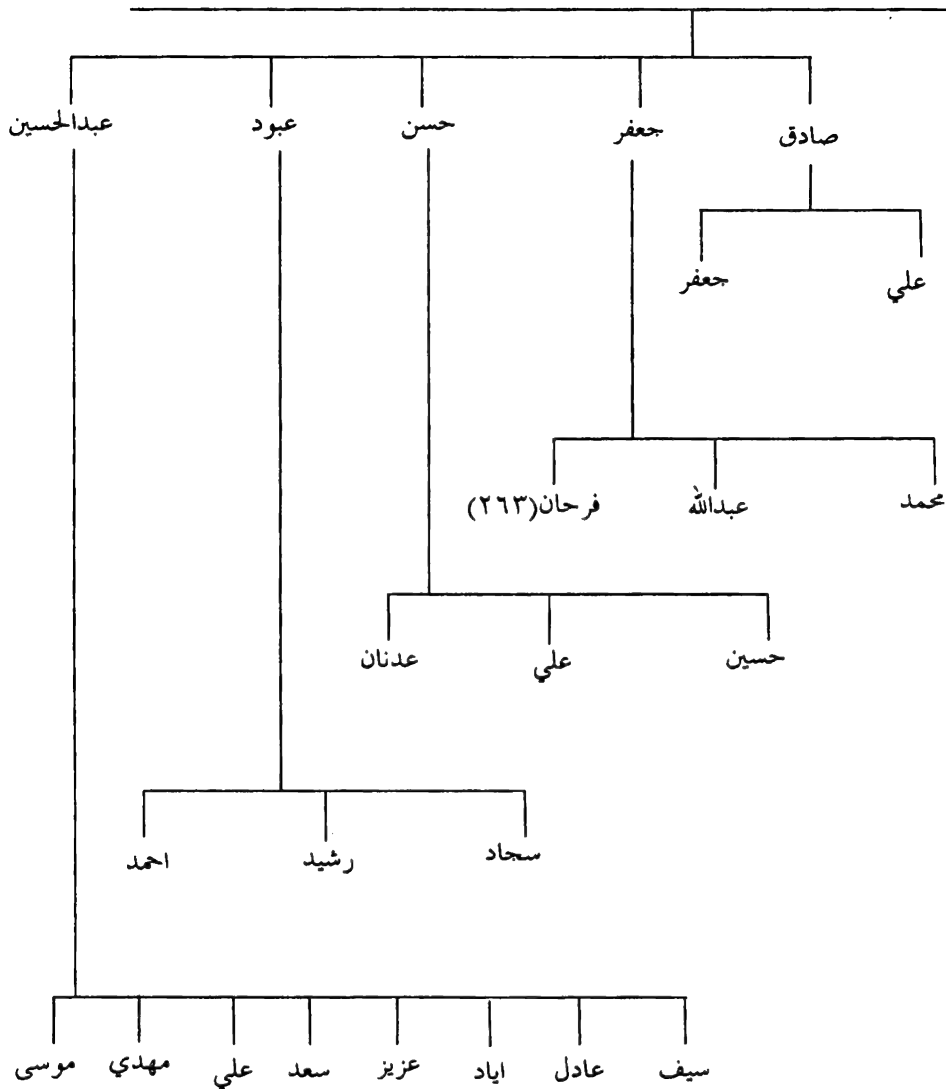 صادق جعفر حسن عبود عبدالحسين
علي جعفر
محمد عبدالله فرحان(٢٦٣)
حسين علي عدنان
سجاد رشيد احمد
سيف عادل اياد عزيز سعد علي مهدي موسى